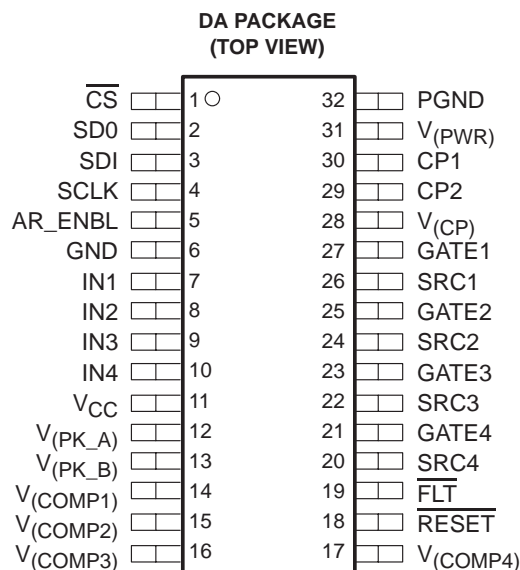 DA PACKAGE
(TOP VIEW)
CS 1 32 PGND
SD0 2 31 V(PWR)
SDI 3 30 CP1
SCLK 4 29 CP2
AR_ENBL 5 28 V(CP)
GND 6 27 GATE1
IN1 7 26 SRC1
IN2 8 25 GATE2
IN3 9 24 SRC2
IN4 10 23 GATE3
VCC 11 22 SRC3
V(PK_A) 12 21 GATE4
V(PK_B) 13 20 SRC4
V(COMP1) 14 19 FLT
V(COMP2) 15 18 RESET
V(COMP3) 16 17 V(COMP4)